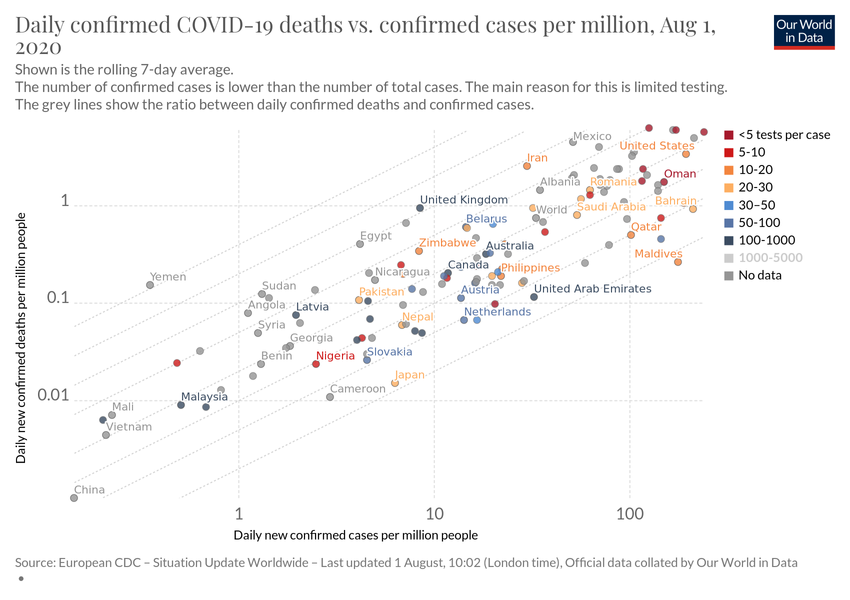 Daily confirmed COVID-19 deaths vs. confirmed cases per million, Aug 1,
2020
Our World
in Data
Shown is the rolling 7-day average.
The number of confirmed cases is lower than the number of total cases. The main reason for this is limited testing.
The grey lines show the ratio between daily confirmed deaths and confirmed cases.
<5 tests per case
5-10
10-20
20-30
30–50
50-100
100-1000
1000-5000
No data
Daily new confirmed deaths per million people
1
0.1
0.01
Mexico
United States
Iran
Oman
Albania
Romania
United Kingdom
Bahrain
World
Saudi Arabia
Belarus
Qatar
Egypt
Zimbabwe
Australia
Maldives
Canada
Philippines
Yemen
Nicaragua
Sudan
Pakistan
Austria
United Arab Emirates
Angola
Latvia
Netherlands
Nepal
Syria
Georgia
Benin
Nigeria
Slovakia
Japan
Cameroon
Malaysia
Mali
Vietnam
China
1
10
100
Daily new confirmed cases per million people
Source: European CDC – Situation Update Worldwide – Last updated 1 August, 10:02 (London time), Official data collated by Our World in Data